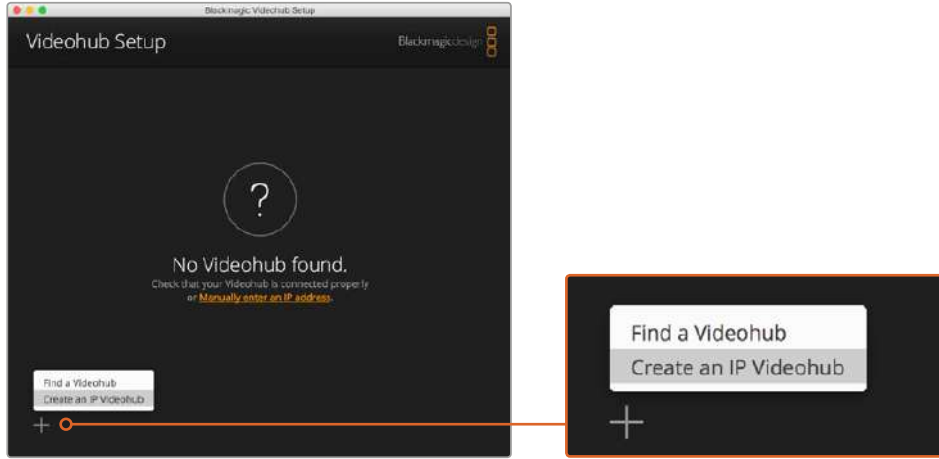 Blackmagic Videohub Setup
Videohub Setup
Blackmagicdesign
?
No Videohub found.
Check that your Videohub is connected properly
or Manually enter an IP address.
Find a Videohub
Create an IP Videohub
Find a Videohub
Create an IP Videohub